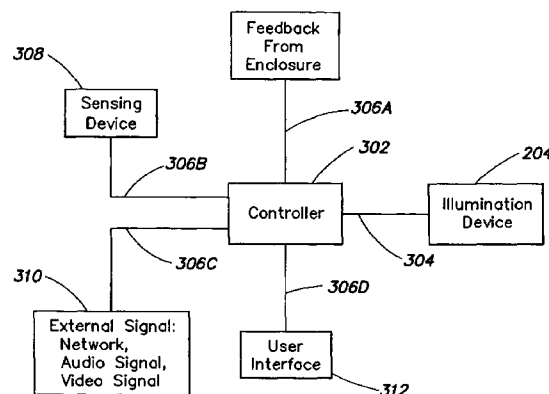 Feedback
From
Enclosure
308
Sensing
Device
306A
302
204
306B
Controller
Illumination
Device
304
306C
310
306D
External Signal:
Network,
Audio Signal,
Video Signal
User
Interface
312